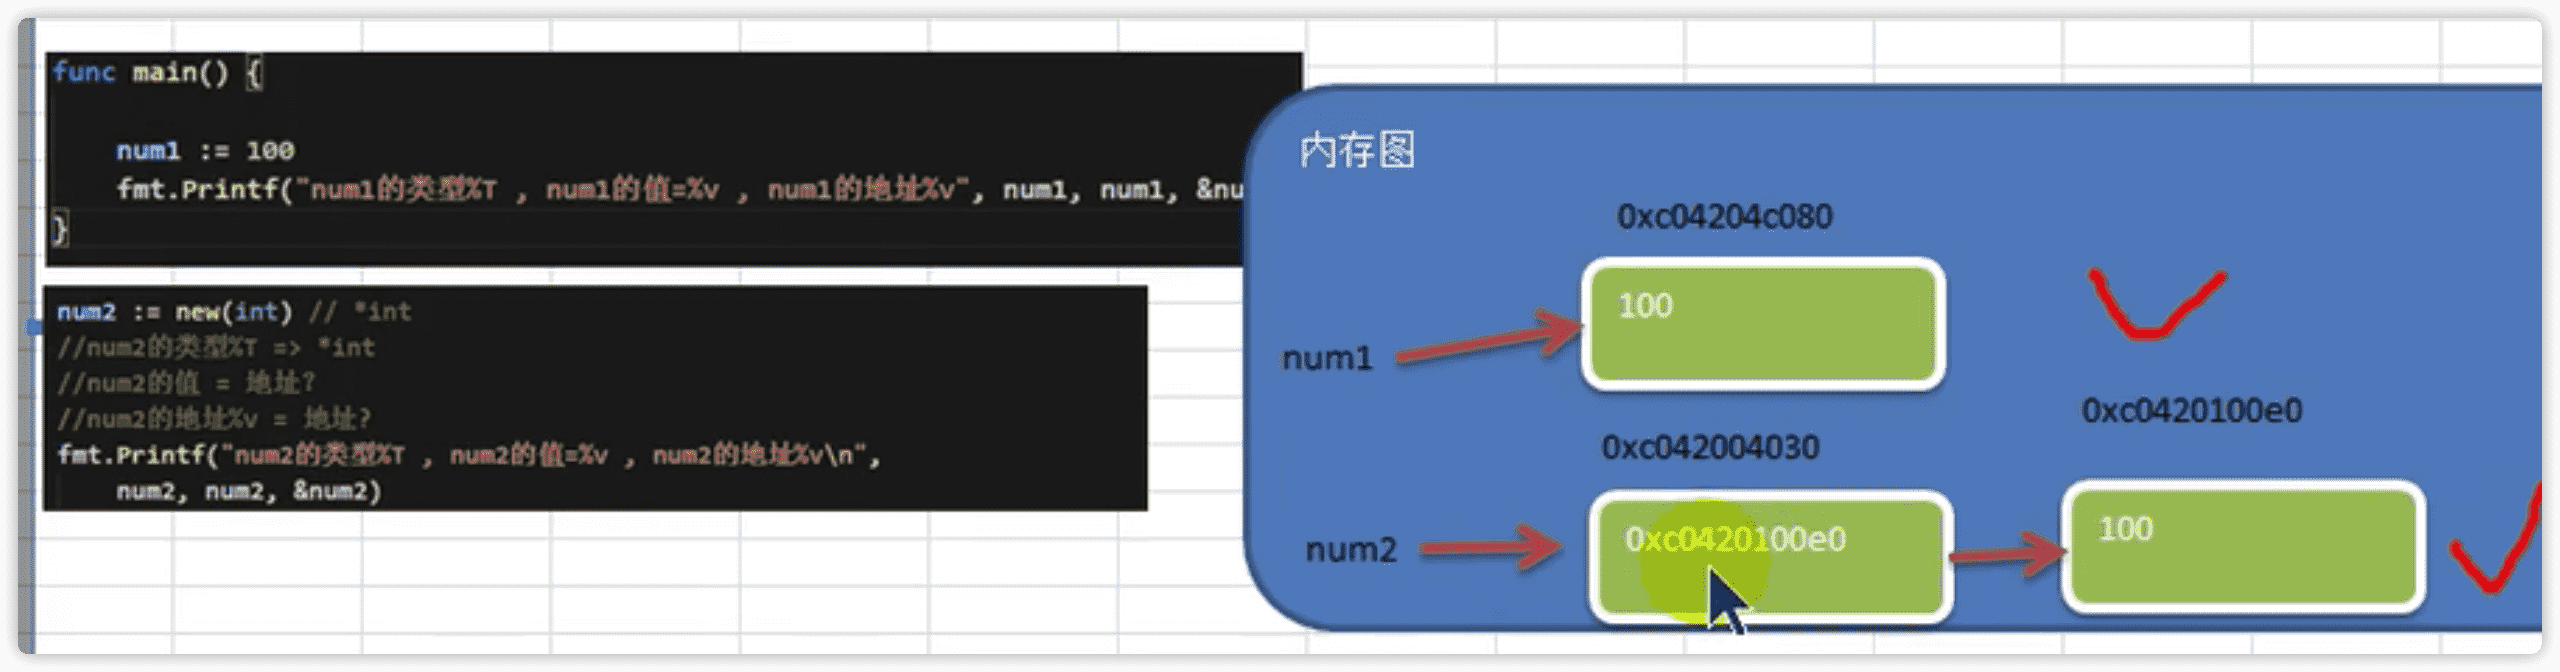 func main() {
num1 := 100
fmt.Printf("num1的类型%T , num1的值=%v , num1的地址%v", num1, num1, &nu
}
num2 := new(int) // *int
//num2的类型%T => *int
//num2的值 = 地址?
//num2的地址%v = 地址?
fmt.Printf("num2的类型%T , num2的值=%v , num2的地址%v\n",
num2, num2, &num2)
内存图
0xc04204c080
100
num1
0xc0420100e0
0xc042004030
num2
0xc0420100e0
100